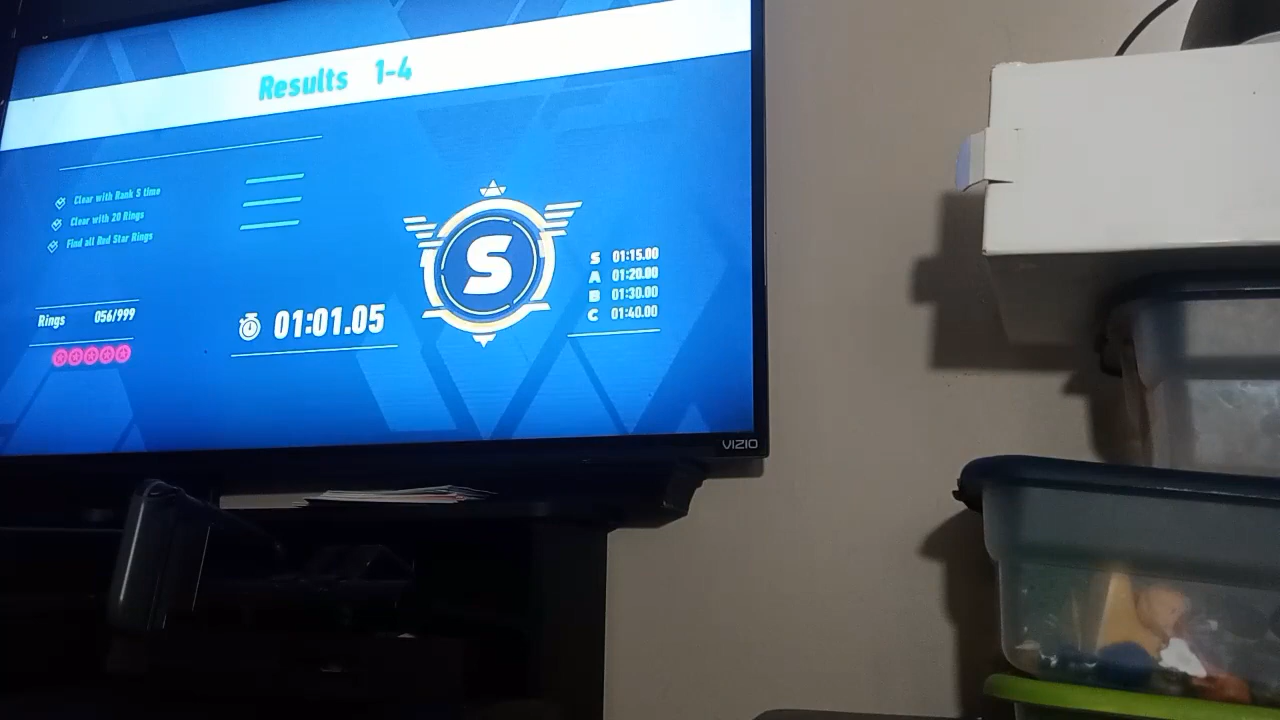 Results 1-4
Clear with Rank S time
Clear with 20 Rings
Find all Red Star Rings
Rings 056/999
01:01.05
S
S 01:15.00
A 01:20.00
B 01:30.00
C 01:40.00
VIZIO